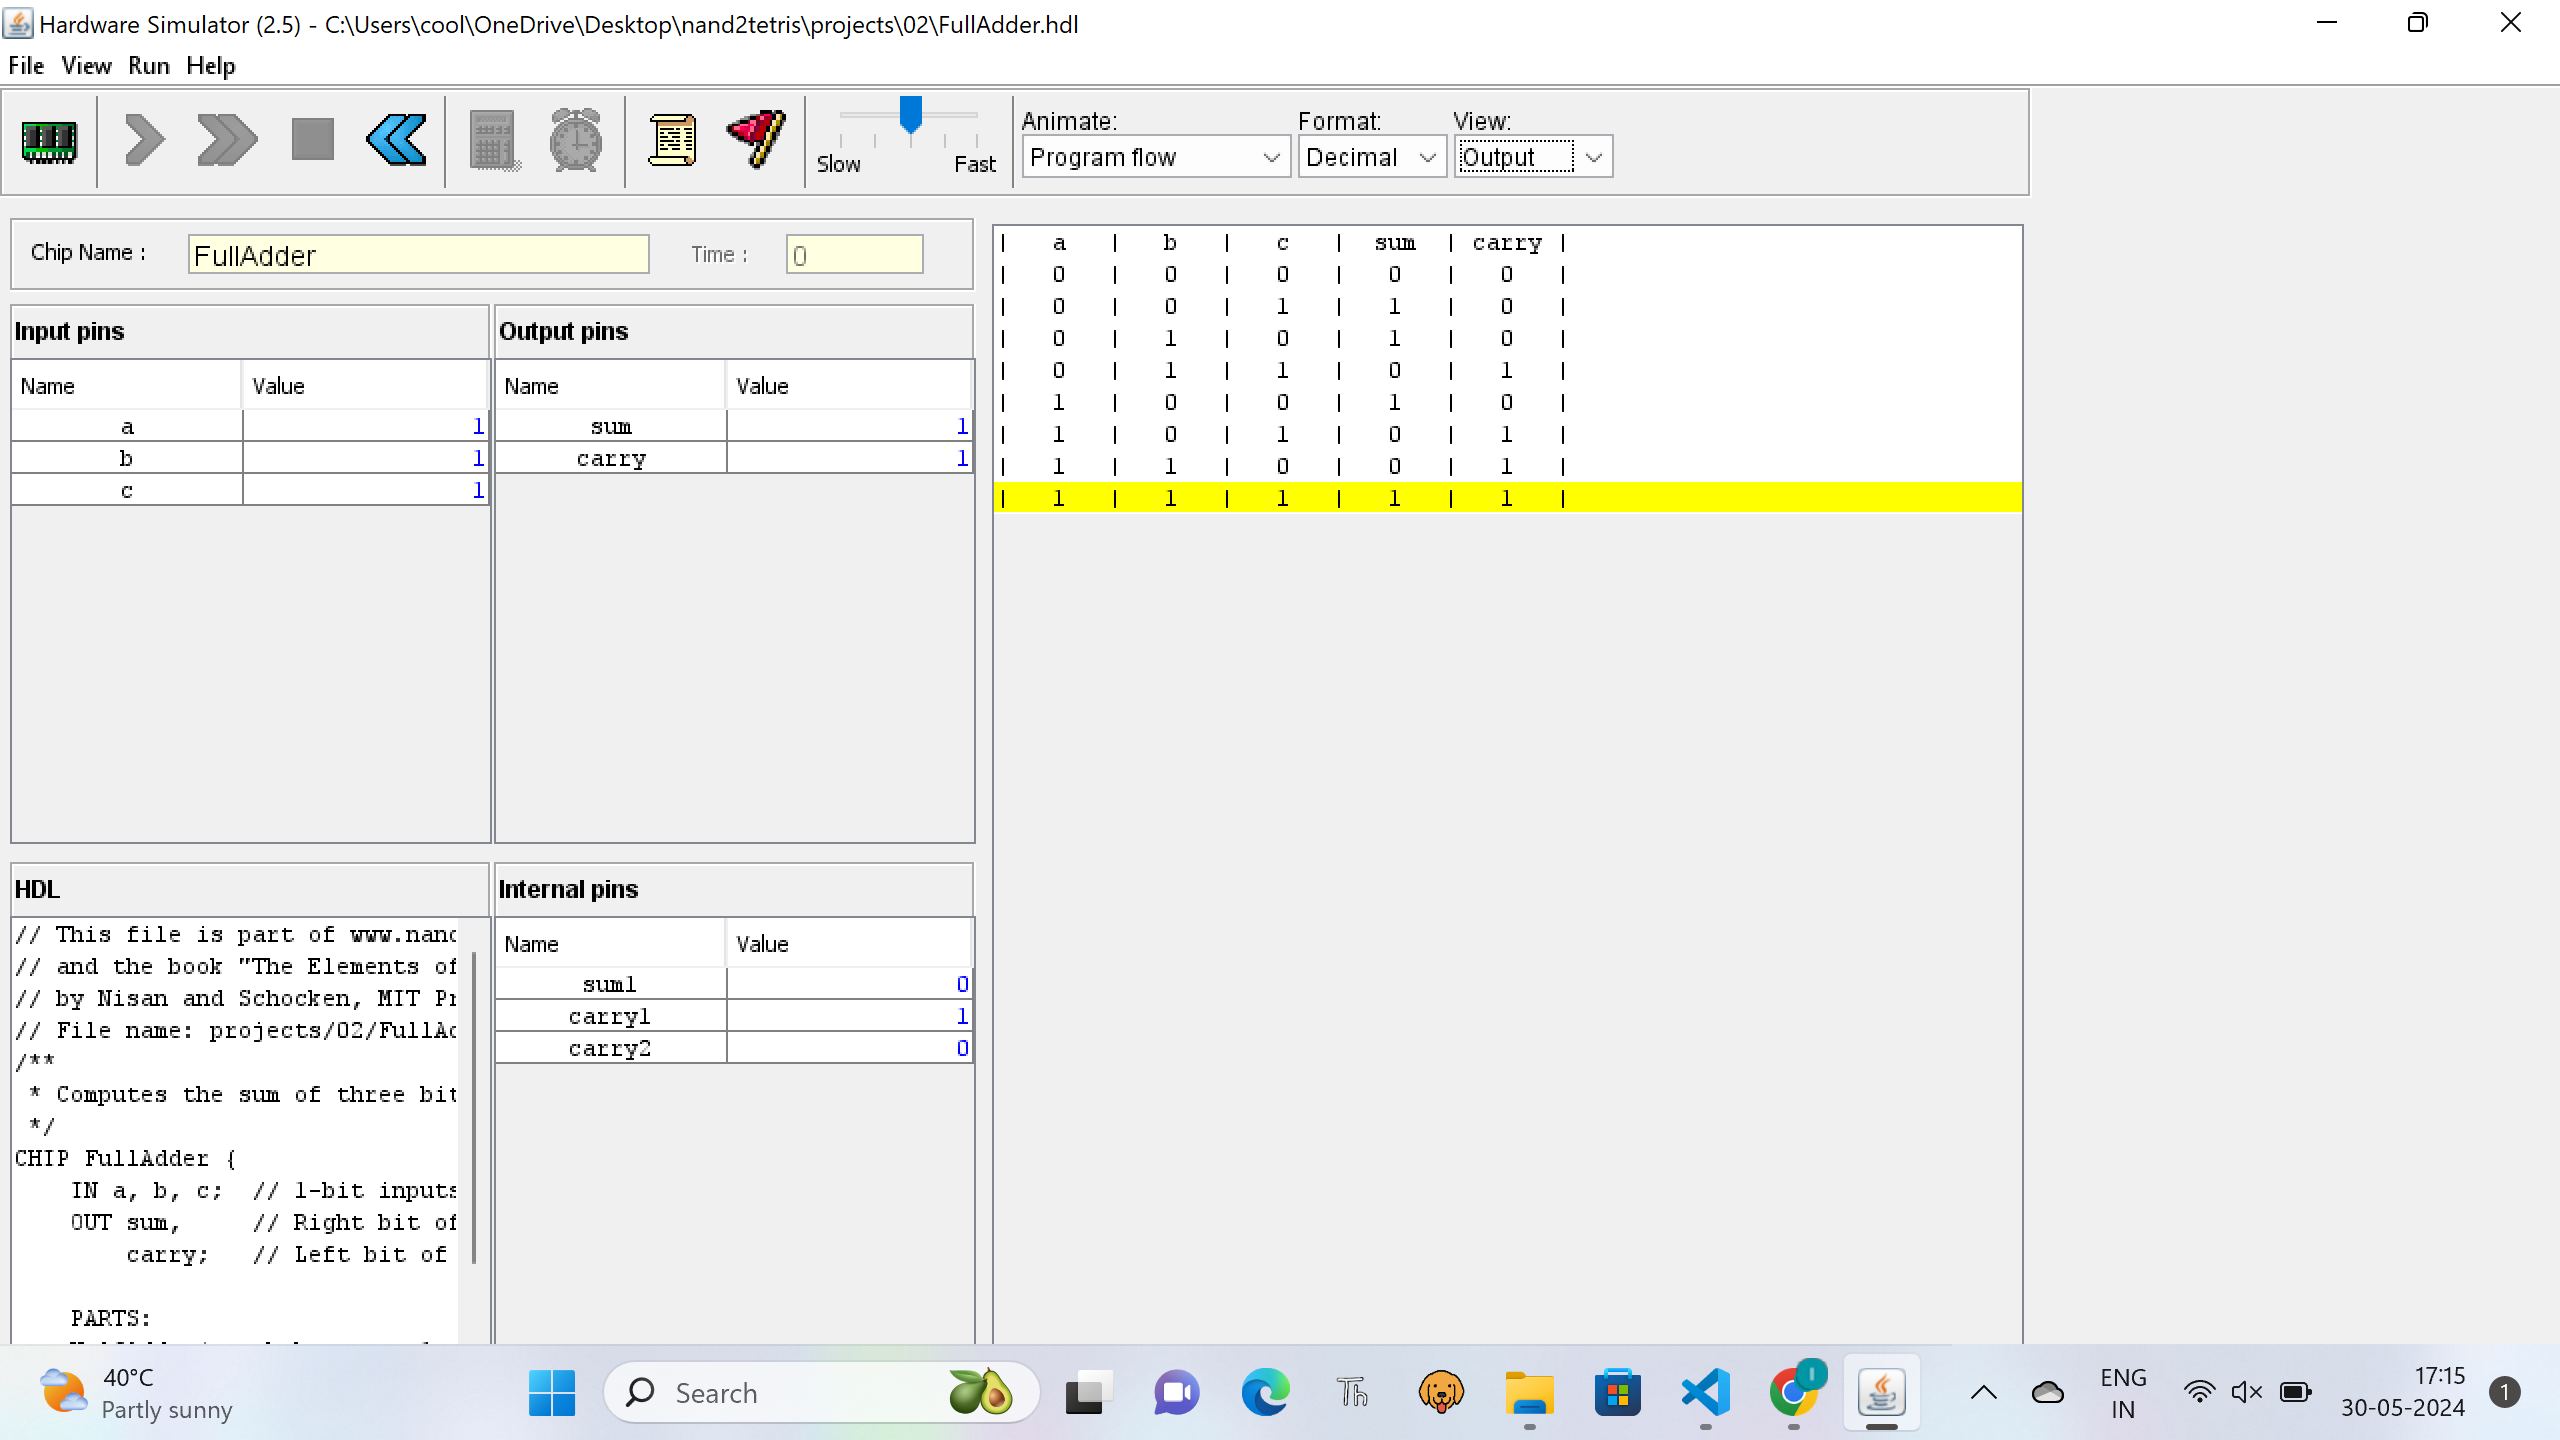 Hardware Simulator (2.5) - C:\Users\cool\OneDrive\Desktop\nand2tetris\projects\02\FullAdder.hdl
File View Run Help
Slow Fast
Animate: Format: View:
Program flow Decimal Output
Chip Name : FullAdder Time : 0
Input pins
Name Value
a 1
b 1
c 1
Output pins
Name Value
sum 1
carry 1
| a | b | c | sum | carry |
| 0 | 0 | 0 | 0 | 0 |
| 0 | 0 | 1 | 1 | 0 |
| 0 | 1 | 0 | 1 | 0 |
| 0 | 1 | 1 | 0 | 1 |
| 1 | 0 | 0 | 1 | 0 |
| 1 | 0 | 1 | 0 | 1 |
| 1 | 1 | 0 | 0 | 1 |
| 1 | 1 | 1 | 1 | 1 |
HDL
// This file is part of www.nand
// and the book "The Elements of
// by Nisan and Schocken, MIT Pr
// File name: projects/02/FullAd
/**
* Computes the sum of three bit
*/
CHIP FullAdder {
IN a, b, c; // 1-bit inputs
OUT sum, // Right bit of
carry; // Left bit of
PARTS:
Internal pins
Name Value
sum1 0
carry1 1
carry2 0
40°C
Partly sunny
Search
Th
I
ENG
IN
17:15
30-05-2024
1